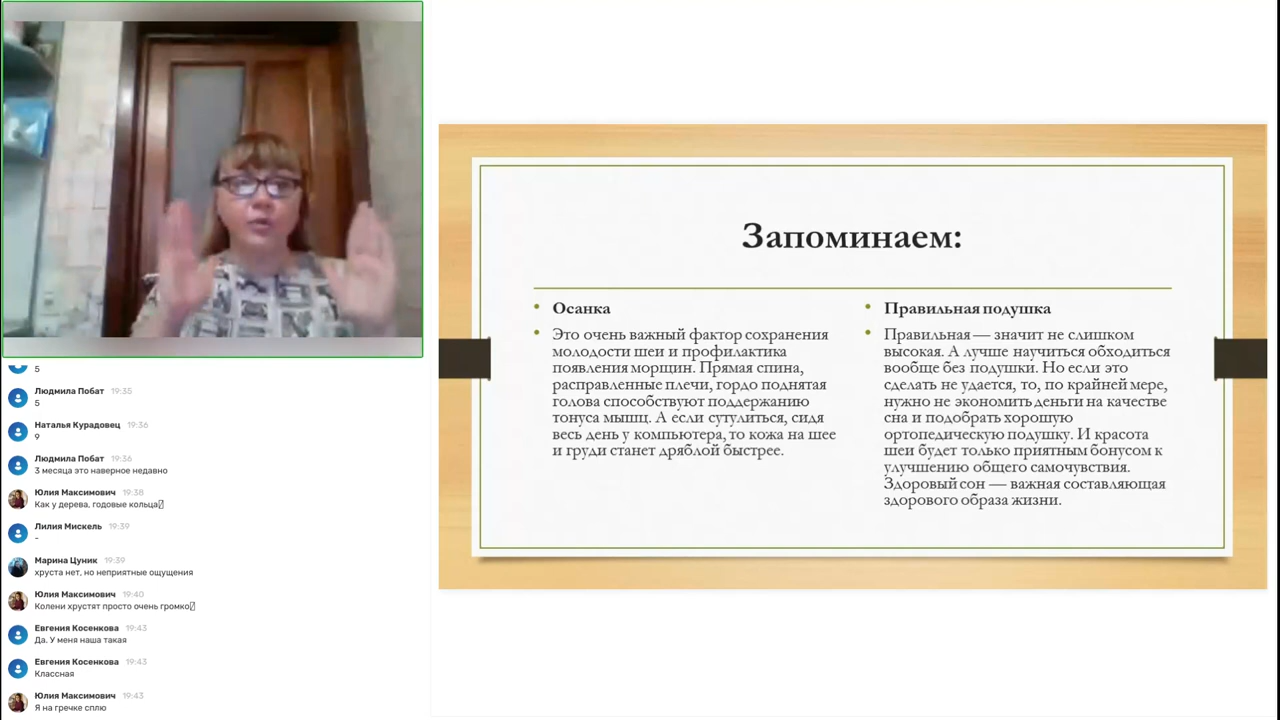 5
Людмила Побат 19:35
5
Наталья Курадовец 19:36
9
Людмила Побат 19:36
3 месяца это наверное недавно
Юлия Максимович 19:38
Как у дерева, годовые кольца
Лилия Мискель 19:39
-
Марина Цуник 19:39
хруста нет, но неприятные ощущения
Юлия Максимович 19:40
Колени хрустят просто очень громко
Евгения Косенкова 19:43
Да. У меня наша такая
Евгения Косенкова 19:43
Классная
Юлия Максимович 19:43
Я на гречке сплю
Запоминаем:
• Осанка
• Это очень важный фактор сохранения
молодости шеи и профилактика
появления морщин. Прямая спина,
расправленные плечи, гордо поднятая
голова способствуют поддержанию
тонуса мышц. А если сутулиться, сидя
весь день у компьютера, то кожа на шее
и груди станет дряблой быстрее.
• Правильная подушка
• Правильная — значит не слишком
высокая. А лучше научиться обходиться
вообще без подушки. Но если это
сделать не удается, то, по крайней мере,
нужно не экономить деньги на качестве
сна и подобрать хорошую
ортопедическую подушку. И красота
шеи будет только приятным бонусом к
улучшению общего самочувствия.
Здоровый сон — важная составляющая
здорового образа жизни.